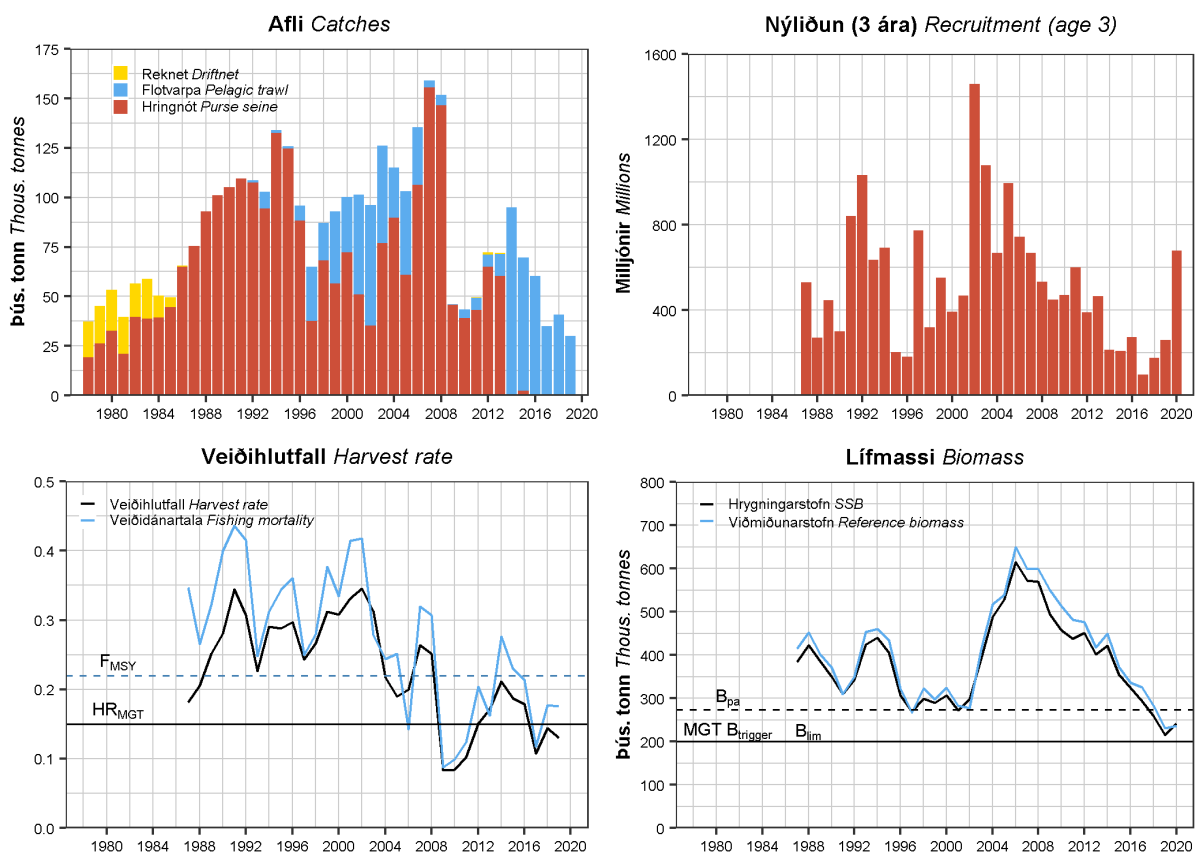 Afli Catches
Þús. tonn Thous. tonnes
175
150
125
100
75
50
25
0
Reknet Driftnet
Flotvarpa Pelagic trawl
Hringnót Purse seine
1980 1984 1988 1992 1996 2000 2004 2008 2012 2016 2020
Nýliðun (3 ára) Recruitment (age 3)
Milljónir Millions
1600
1200
800
400
0
1980 1984 1988 1992 1996 2000 2004 2008 2012 2016 2020
Veiðihlutfall Harvest rate
0.5
0.4
0.3
0.2
0.1
0.0
Veiðihlutfall Harvest rate
Veiðidánartala Fishing mortality
FMSY
HRMGT
1980 1984 1988 1992 1996 2000 2004 2008 2012 2016 2020
Lífmassi Biomass
Þús. tonn Thous. tonnes
800
700
600
500
400
300
200
100
0
Hrygningarstofn SSB
Viðmiðunarstofn Reference biomass
Bpa
MGT Btrigger Blim
1980 1984 1988 1992 1996 2000 2004 2008 2012 2016 2020